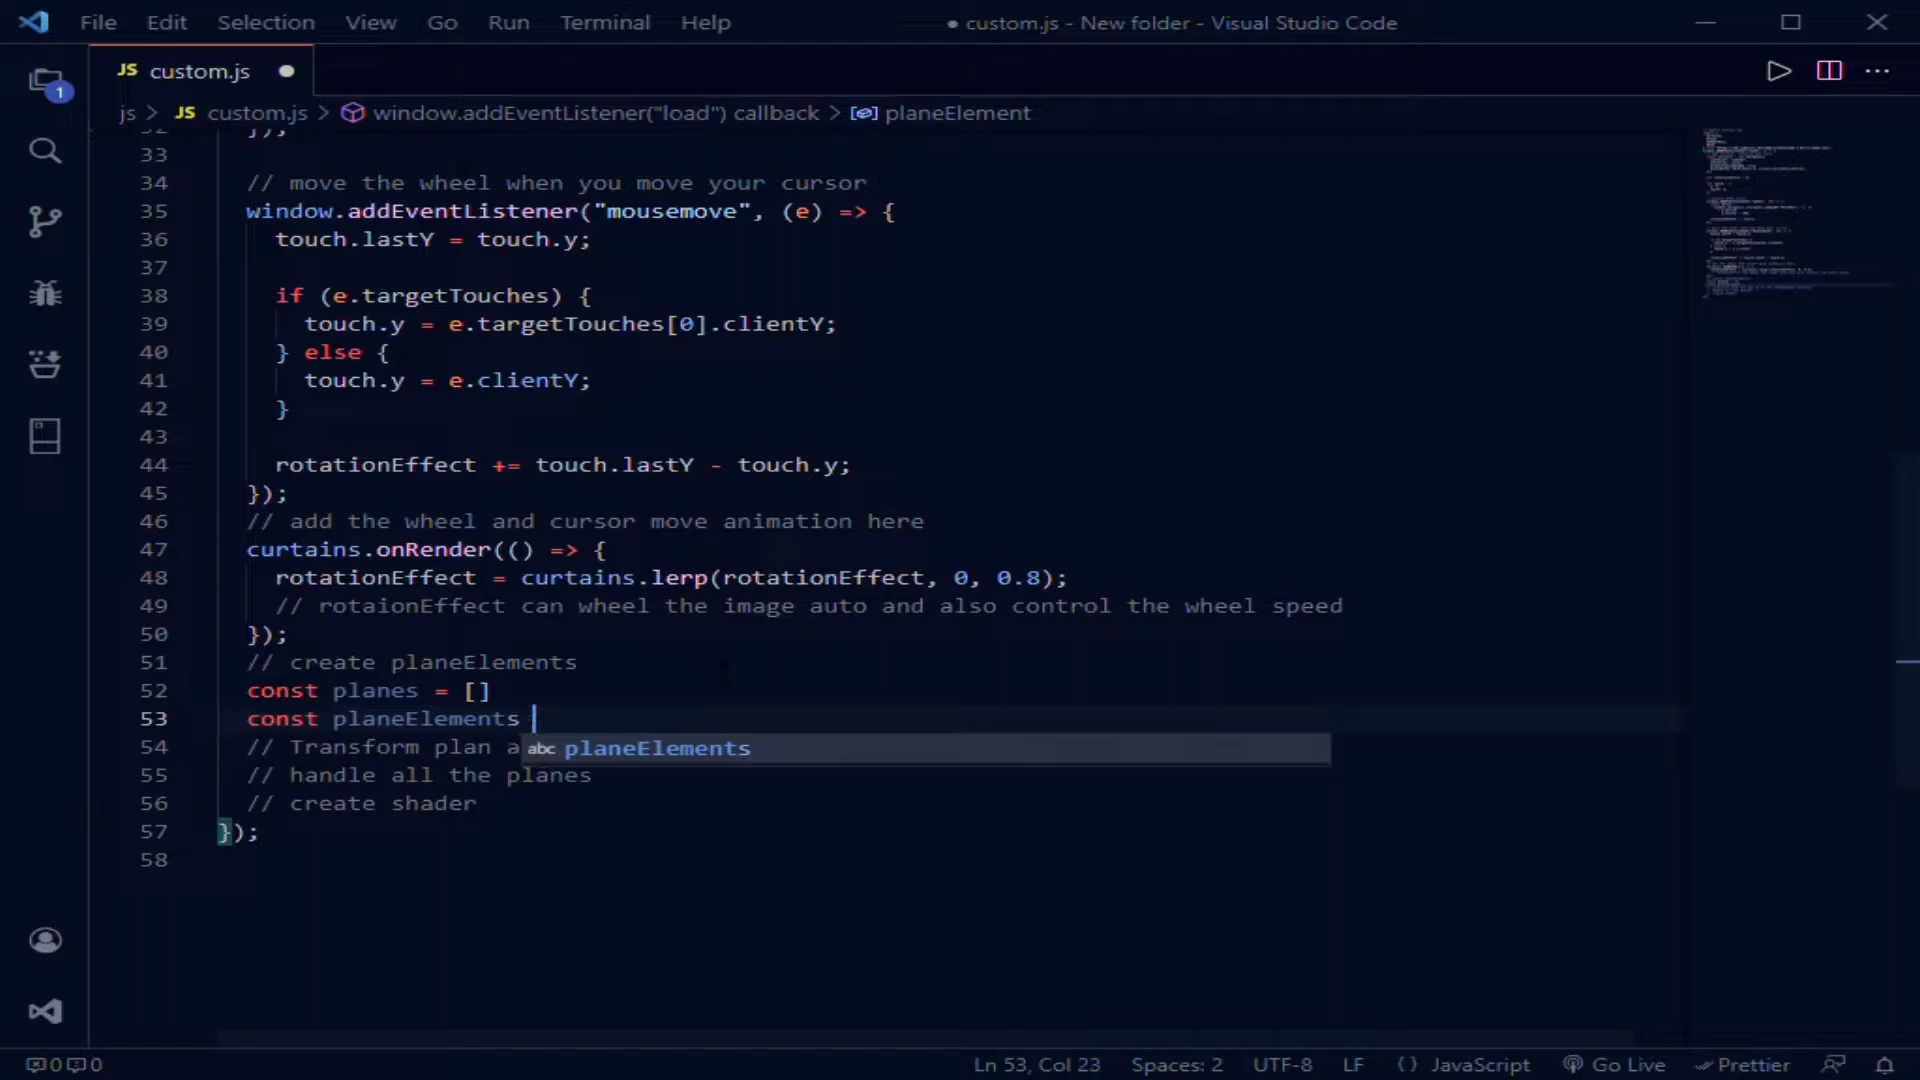 File Edit Selection View Go Run Terminal Help ● custom.js - New folder - Visual Studio Code
JS custom.js ●
1
js > JS custom.js > window.addEventListener("load") callback > planeElement
32 });
33
34 // move the wheel when you move your cursor
35 window.addEventListener("mousemove", (e) => {
36 touch.lastY = touch.y;
37
38 if (e.targetTouches) {
39 touch.y = e.targetTouches[0].clientY;
40 } else {
41 touch.y = e.clientY;
42 }
43
44 rotationEffect += touch.lastY - touch.y;
45 });
46 // add the wheel and cursor move animation here
47 curtains.onRender(() => {
48 rotationEffect = curtains.lerp(rotationEffect, 0, 0.8);
49 // rotaionEffect can wheel the image auto and also control the wheel speed
50 });
51 // create planeElements
52 const planes = []
53 const planeElements
54 // Transform plan a
abc planeElements
55 // handle all the planes
56 // create shader
57 });
58
0 0 Ln 53, Col 23 Spaces: 2 UTF-8 LF {} JavaScript Go Live Prettier